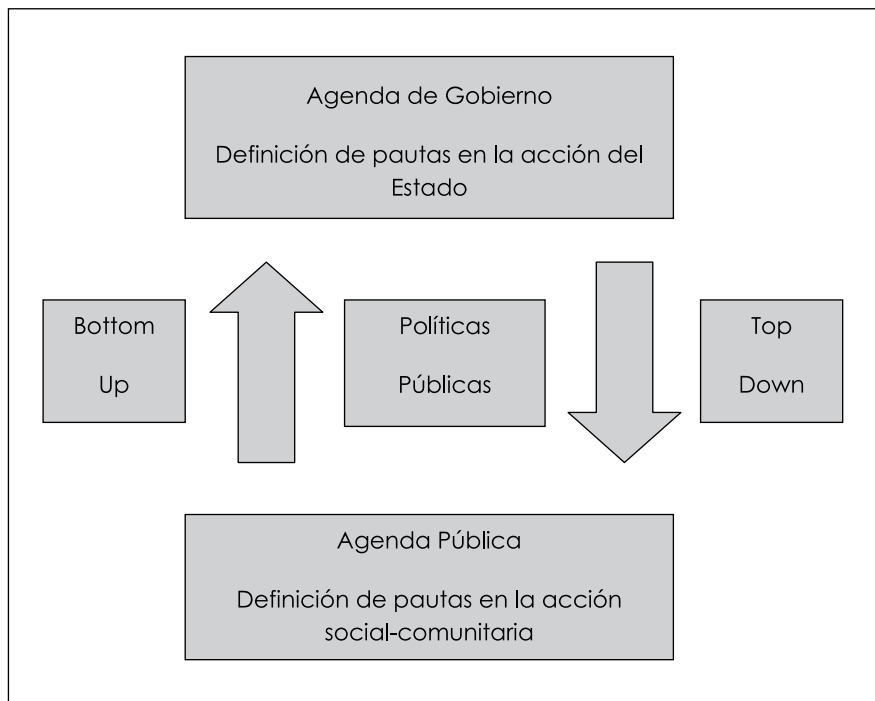 Agenda de Gobierno
Definición de pautas en la acción del
Estado
Bottom
Up
Políticas
Públicas
Top
Down
Agenda Pública
Definición de pautas en la acción
social-comunitaria